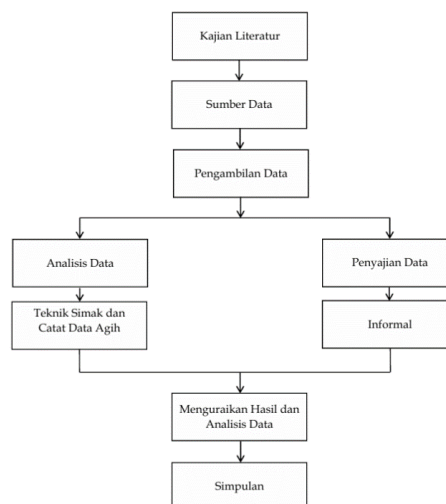 Kajian Literatur
Sumber Data
Pengambilan Data
Analisis Data
Penyajian Data
Teknik Simak dan
Catat Data Agih
Informal
Menguraikan Hasil dan
Analisis Data
Simpulan